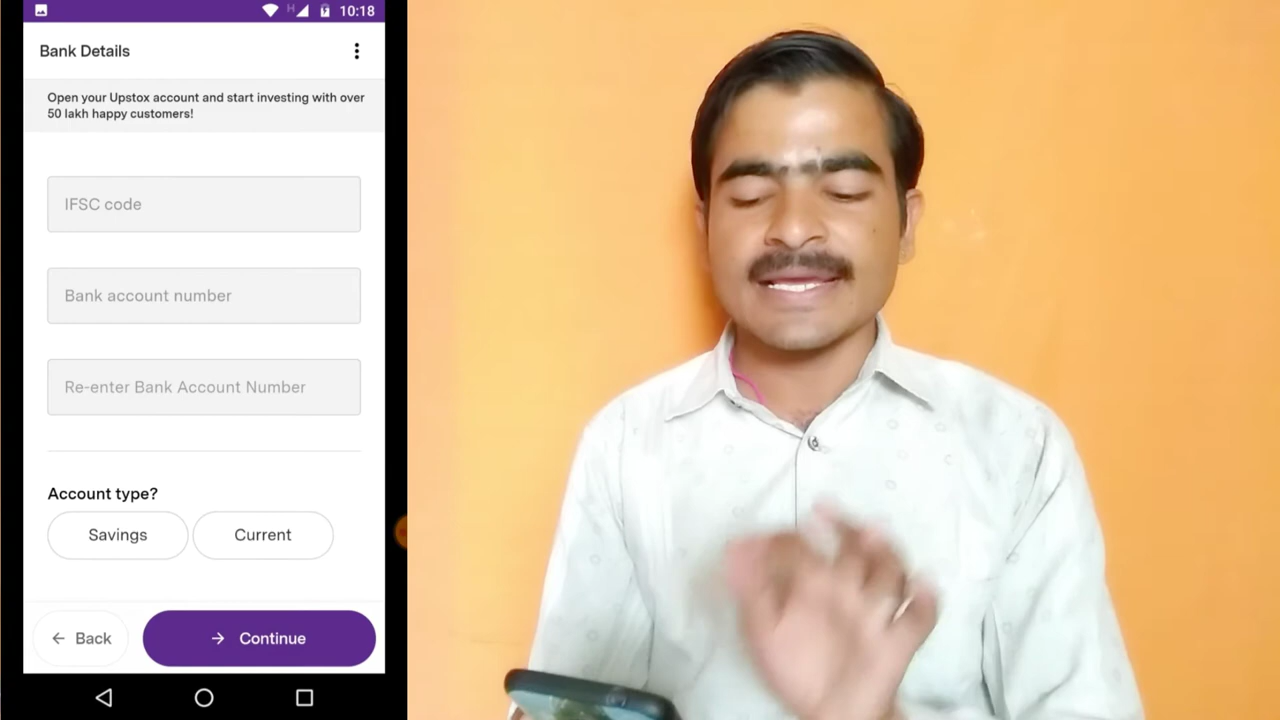 H
10:18
Bank Details
Open your Upstox account and start investing with over
50 lakh happy customers!
IFSC code
Bank account number
Re-enter Bank Account Number
Account type?
Savings
Current
← Back
→ Continue